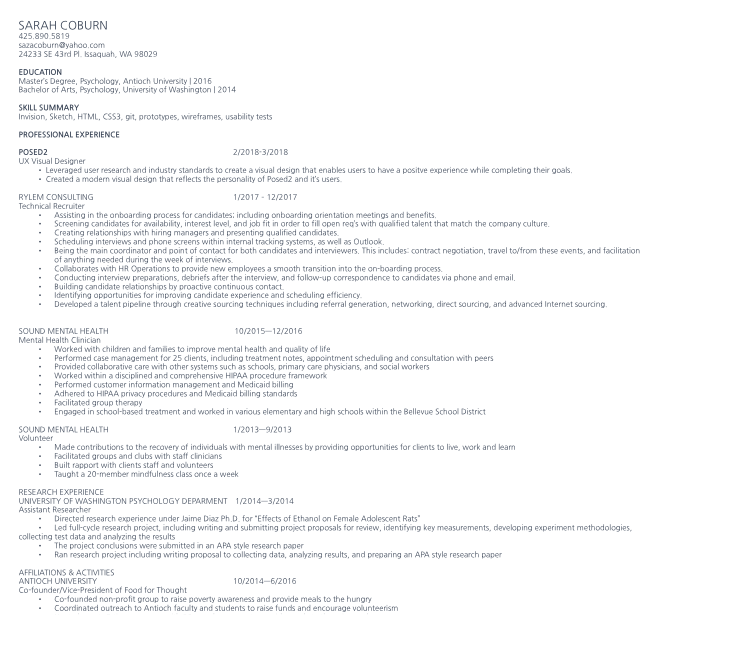 SARAH COBURN
425.890.5819
sazacoburn@yahoo.com
24233 SE 43rd Pl. Issaquah, WA 98029
EDUCATION
Master's Degree, Psychology, Antioch University | 2016
Bachelor of Arts, Psychology, University of Washington | 2014
SKILL SUMMARY
Invision, Sketch, HTML, CSS3, git, prototypes, wireframes, usability tests
PROFESSIONAL EXPERIENCE
POSED2 2/2018-3/2018
UX Visual Designer
• Leveraged user research and industry standards to create a visual design that enables users to have a positve experience while completing their goals.
• Created a modern visual design that reflects the personality of Posed2 and it's users.
RYLEM CONSULTING 1/2017 - 12/2017
Technical Recruiter
• Assisting in the onboarding process for candidates; including onboarding orientation meetings and benefits.
• Screening candidates for availability, interest level, and job fit in order to fill open req's with qualified talent that match the company culture.
• Creating relationships with hiring managers and presenting qualified candidates.
• Scheduling interviews and phone screens within internal tracking systems, as well as Outlook.
• Being the main coordinator and point of contact for both candidates and interviewers. This includes: contract negotiation, travel to/from these events, and facilitation
of anything needed during the week of interviews.
• Collaborates with HR Operations to provide new employees a smooth transition into the on-boarding process.
• Conducting interview preparations, debriefs after the interview, and follow-up correspondence to candidates via phone and email.
• Building candidate relationships by proactive continuous contact.
• Identifying opportunities for improving candidate experience and scheduling efficiency.
• Developed a talent pipeline through creative sourcing techniques including referral generation, networking, direct sourcing, and advanced Internet sourcing.
SOUND MENTAL HEALTH 10/2015—12/2016
Mental Health Clinician
• Worked with children and families to improve mental health and quality of life
• Performed case management for 25 clients, including treatment notes, appointment scheduling and consultation with peers
• Provided collaborative care with other systems such as schools, primary care physicians, and social workers
• Worked within a disciplined and comprehensive HIPAA procedure framework
• Performed customer information management and Medicaid billing
• Adhered to HIPAA privacy procedures and Medicaid billing standards
• Facilitated group therapy
• Engaged in school-based treatment and worked in various elementary and high schools within the Bellevue School District
SOUND MENTAL HEALTH 1/2013—9/2013
Volunteer
• Made contributions to the recovery of individuals with mental illnesses by providing opportunities for clients to live, work and learn
• Facilitated groups and clubs with staff clinicians
• Built rapport with clients staff and volunteers
• Taught a 20-member mindfulness class once a week
RESEARCH EXPERIENCE
UNIVERSITY OF WASHINGTON PSYCHOLOGY DEPARMENT 1/2014—3/2014
Assistant Researcher
• Directed research experience under Jaime Diaz Ph.D. for "Effects of Ethanol on Female Adolescent Rats"
• Led full-cycle research project, including writing and submitting project proposals for review, identifying key measurements, developing experiment methodologies,
collecting test data and analyzing the results
• The project conclusions were submitted in an APA style research paper
• Ran research project including writing proposal to collecting data, analyzing results, and preparing an APA style research paper
AFFILIATIONS & ACTIVITIES
ANTIOCH UNIVERSITY 10/2014—6/2016
Co-founder/Vice-President of Food for Thought
• Co-founded non-profit group to raise poverty awareness and provide meals to the hungry
• Coordinated outreach to Antioch faculty and students to raise funds and encourage volunteerism